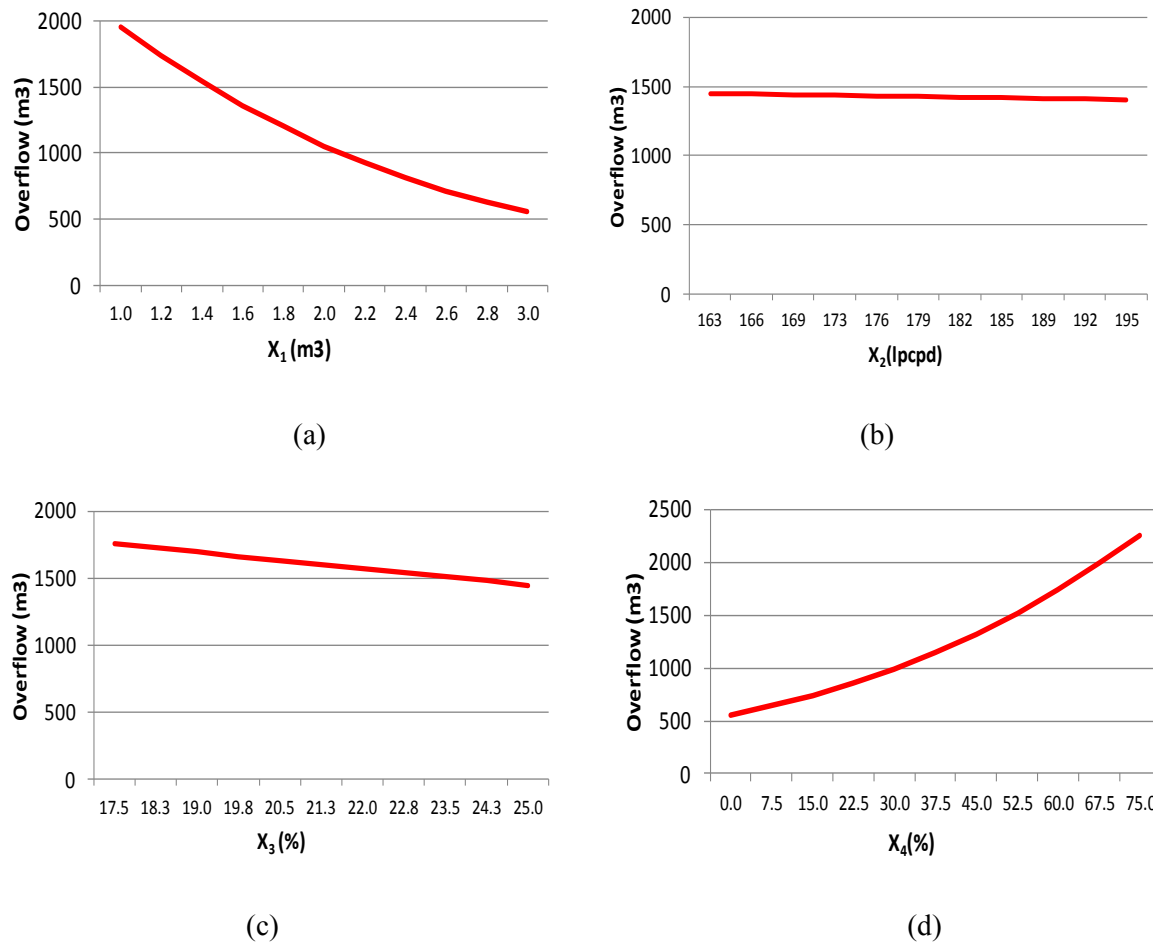 2000
1500
1000
500
0
Overflow (m3)
1.0 1.2 1.4 1.6 1.8 2.0 2.2 2.4 2.6 2.8 3.0
X₁ (m3)
(a)
2000
1500
1000
500
0
Overflow (m3)
163 166 169 173 176 179 182 185 189 192 195
X₂(lpcpd)
(b)
2000
1500
1000
500
0
Overflow (m3)
17.5 18.3 19.0 19.8 20.5 21.3 22.0 22.8 23.5 24.3 25.0
X₃ (%)
(c)
2500
2000
1500
1000
500
0
Overflow (m3)
0.0 7.5 15.0 22.5 30.0 37.5 45.0 52.5 60.0 67.5 75.0
X₄(%)
(d)